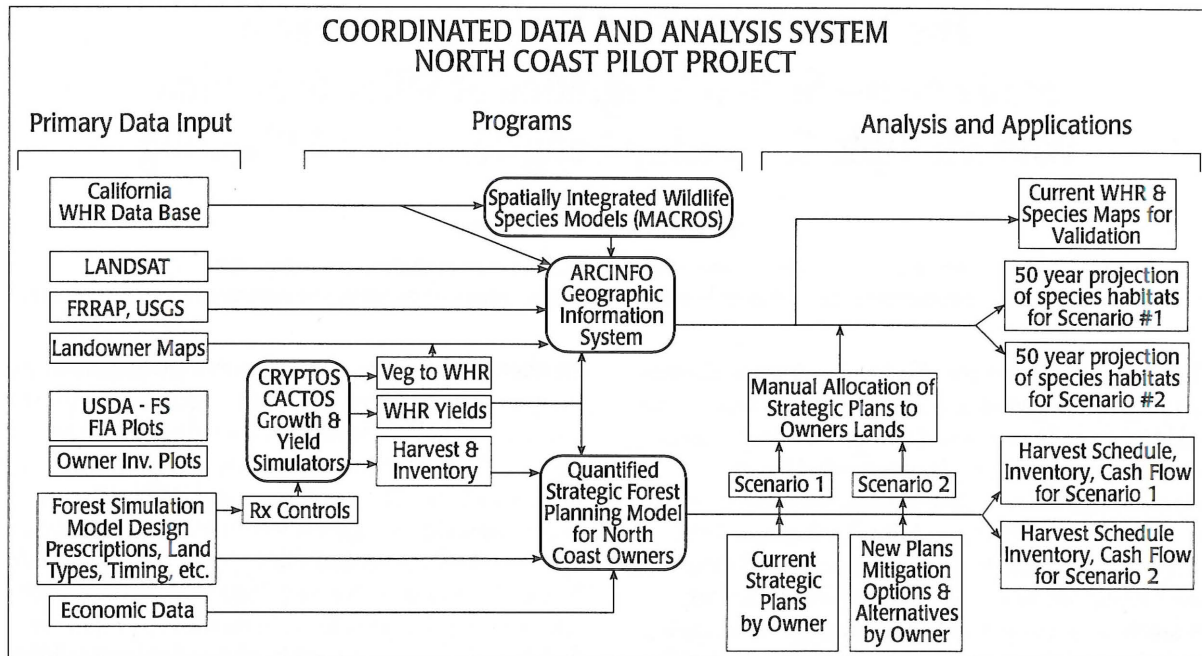 COORDINATED DATA AND ANALYSIS SYSTEM
NORTH COAST PILOT PROJECT
Primary Data Input
Programs
Analysis and Applications
California
WHR Data Base
LANDSAT
FRRAP, USGS
Landowner Maps
USDA - FS
FIA Plots
Owner Inv. Plots
Forest Simulation
Model Design
Prescriptions, Land
Types, Timing, etc.
Economic Data
Rx Controls
CRYPTOS
CACTOS
Growth &
Yield
Simulators
Veg to WHR
WHR Yields
Harvest &
Inventory
Spatially Integrated Wildlife
Species Models (MACROS)
ARCINFO
Geographic
Information
System
Quantified
Strategic Forest
Planning Model
for North
Coast Owners
Manual Allocation of
Strategic Plans to
Owners Lands
Scenario 1
Scenario 2
Current
Strategic
Plans
by Owner
New Plans
Mitigation
Options &
Alternatives
by Owner
Current WHR &
Species Maps for
Validation
50 year projection
of species habitats
for Scenario #1
50 year projection
of species habitats
for Scenario #2
Harvest Schedule,
Inventory, Cash Flow
for Scenario 1
Harvest Schedule
Inventory, Cash Flow
for Scenario 2